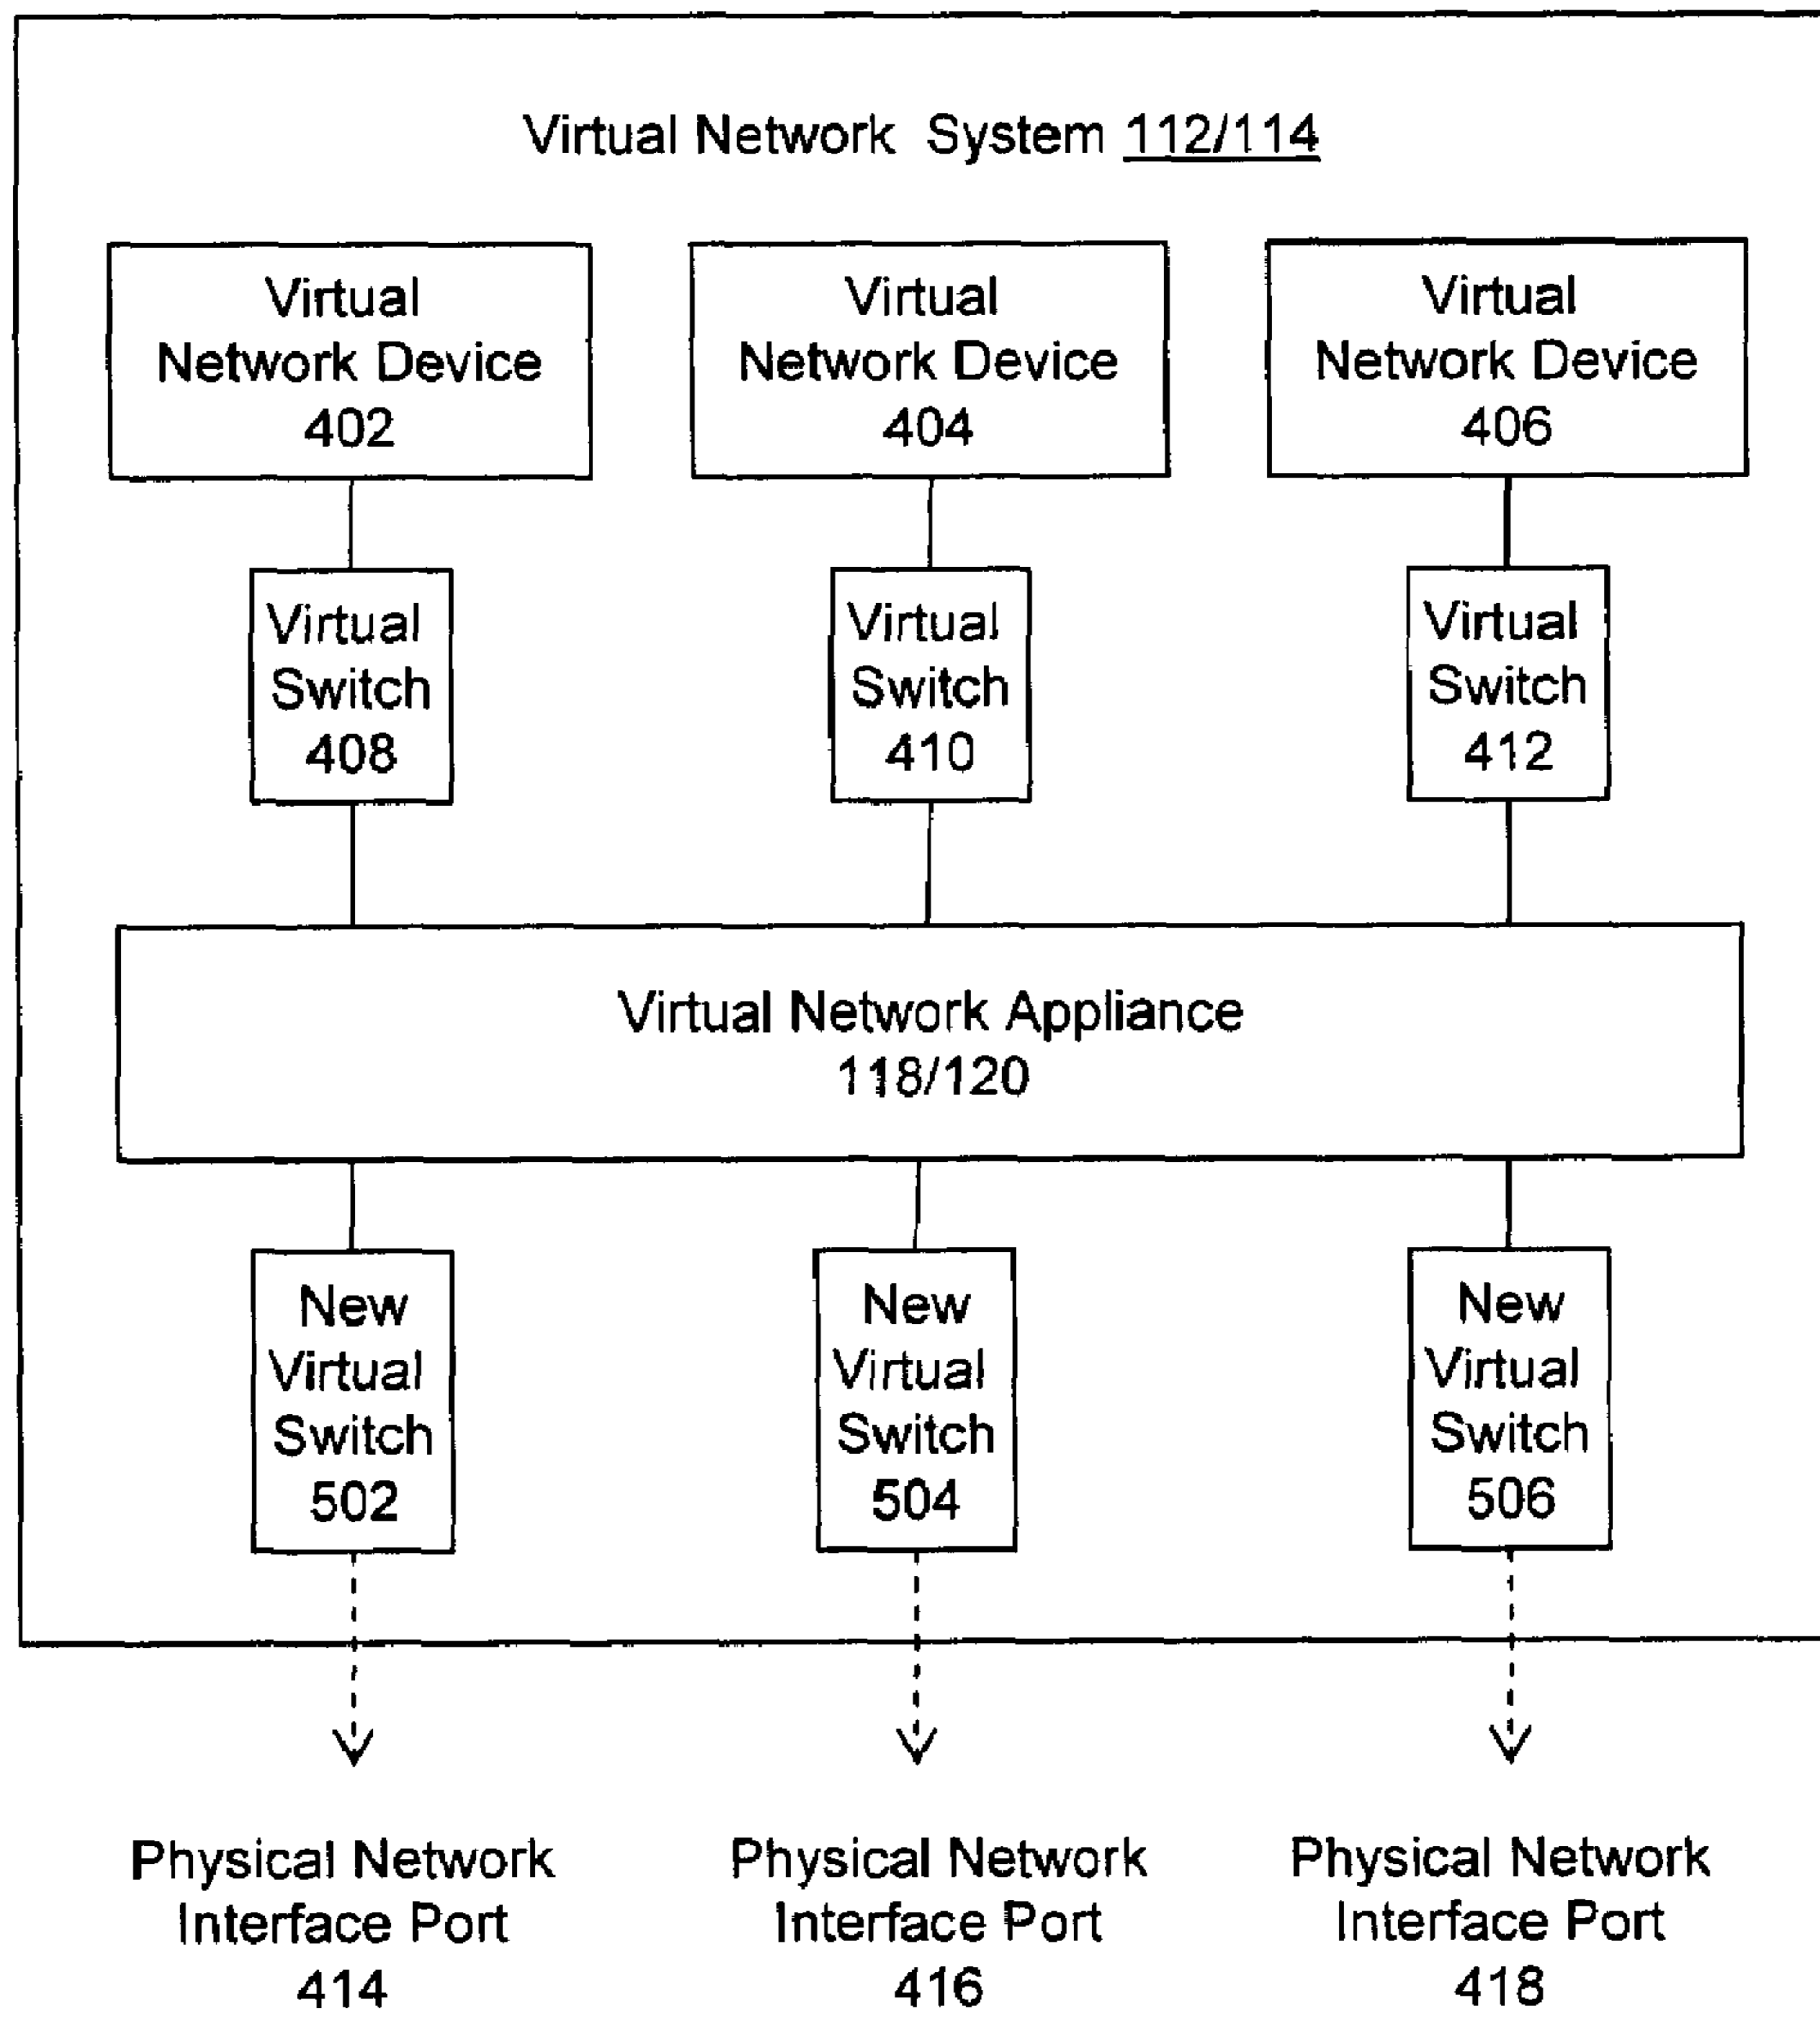 Virtual Network System 112/114
Virtual
Network Device
402
Virtual
Network Device
404
Virtual
Network Device
406
Virtual
Switch
408
Virtual
Switch
410
Virtual
Switch
412
Virtual Network Appliance
118/120
New
Virtual
Switch
502
New
Virtual
Switch
504
New
Virtual
Switch
506
Physical Network
Interface Port
414
Physical Network
Interface Port
416
Physical Network
Interface Port
418